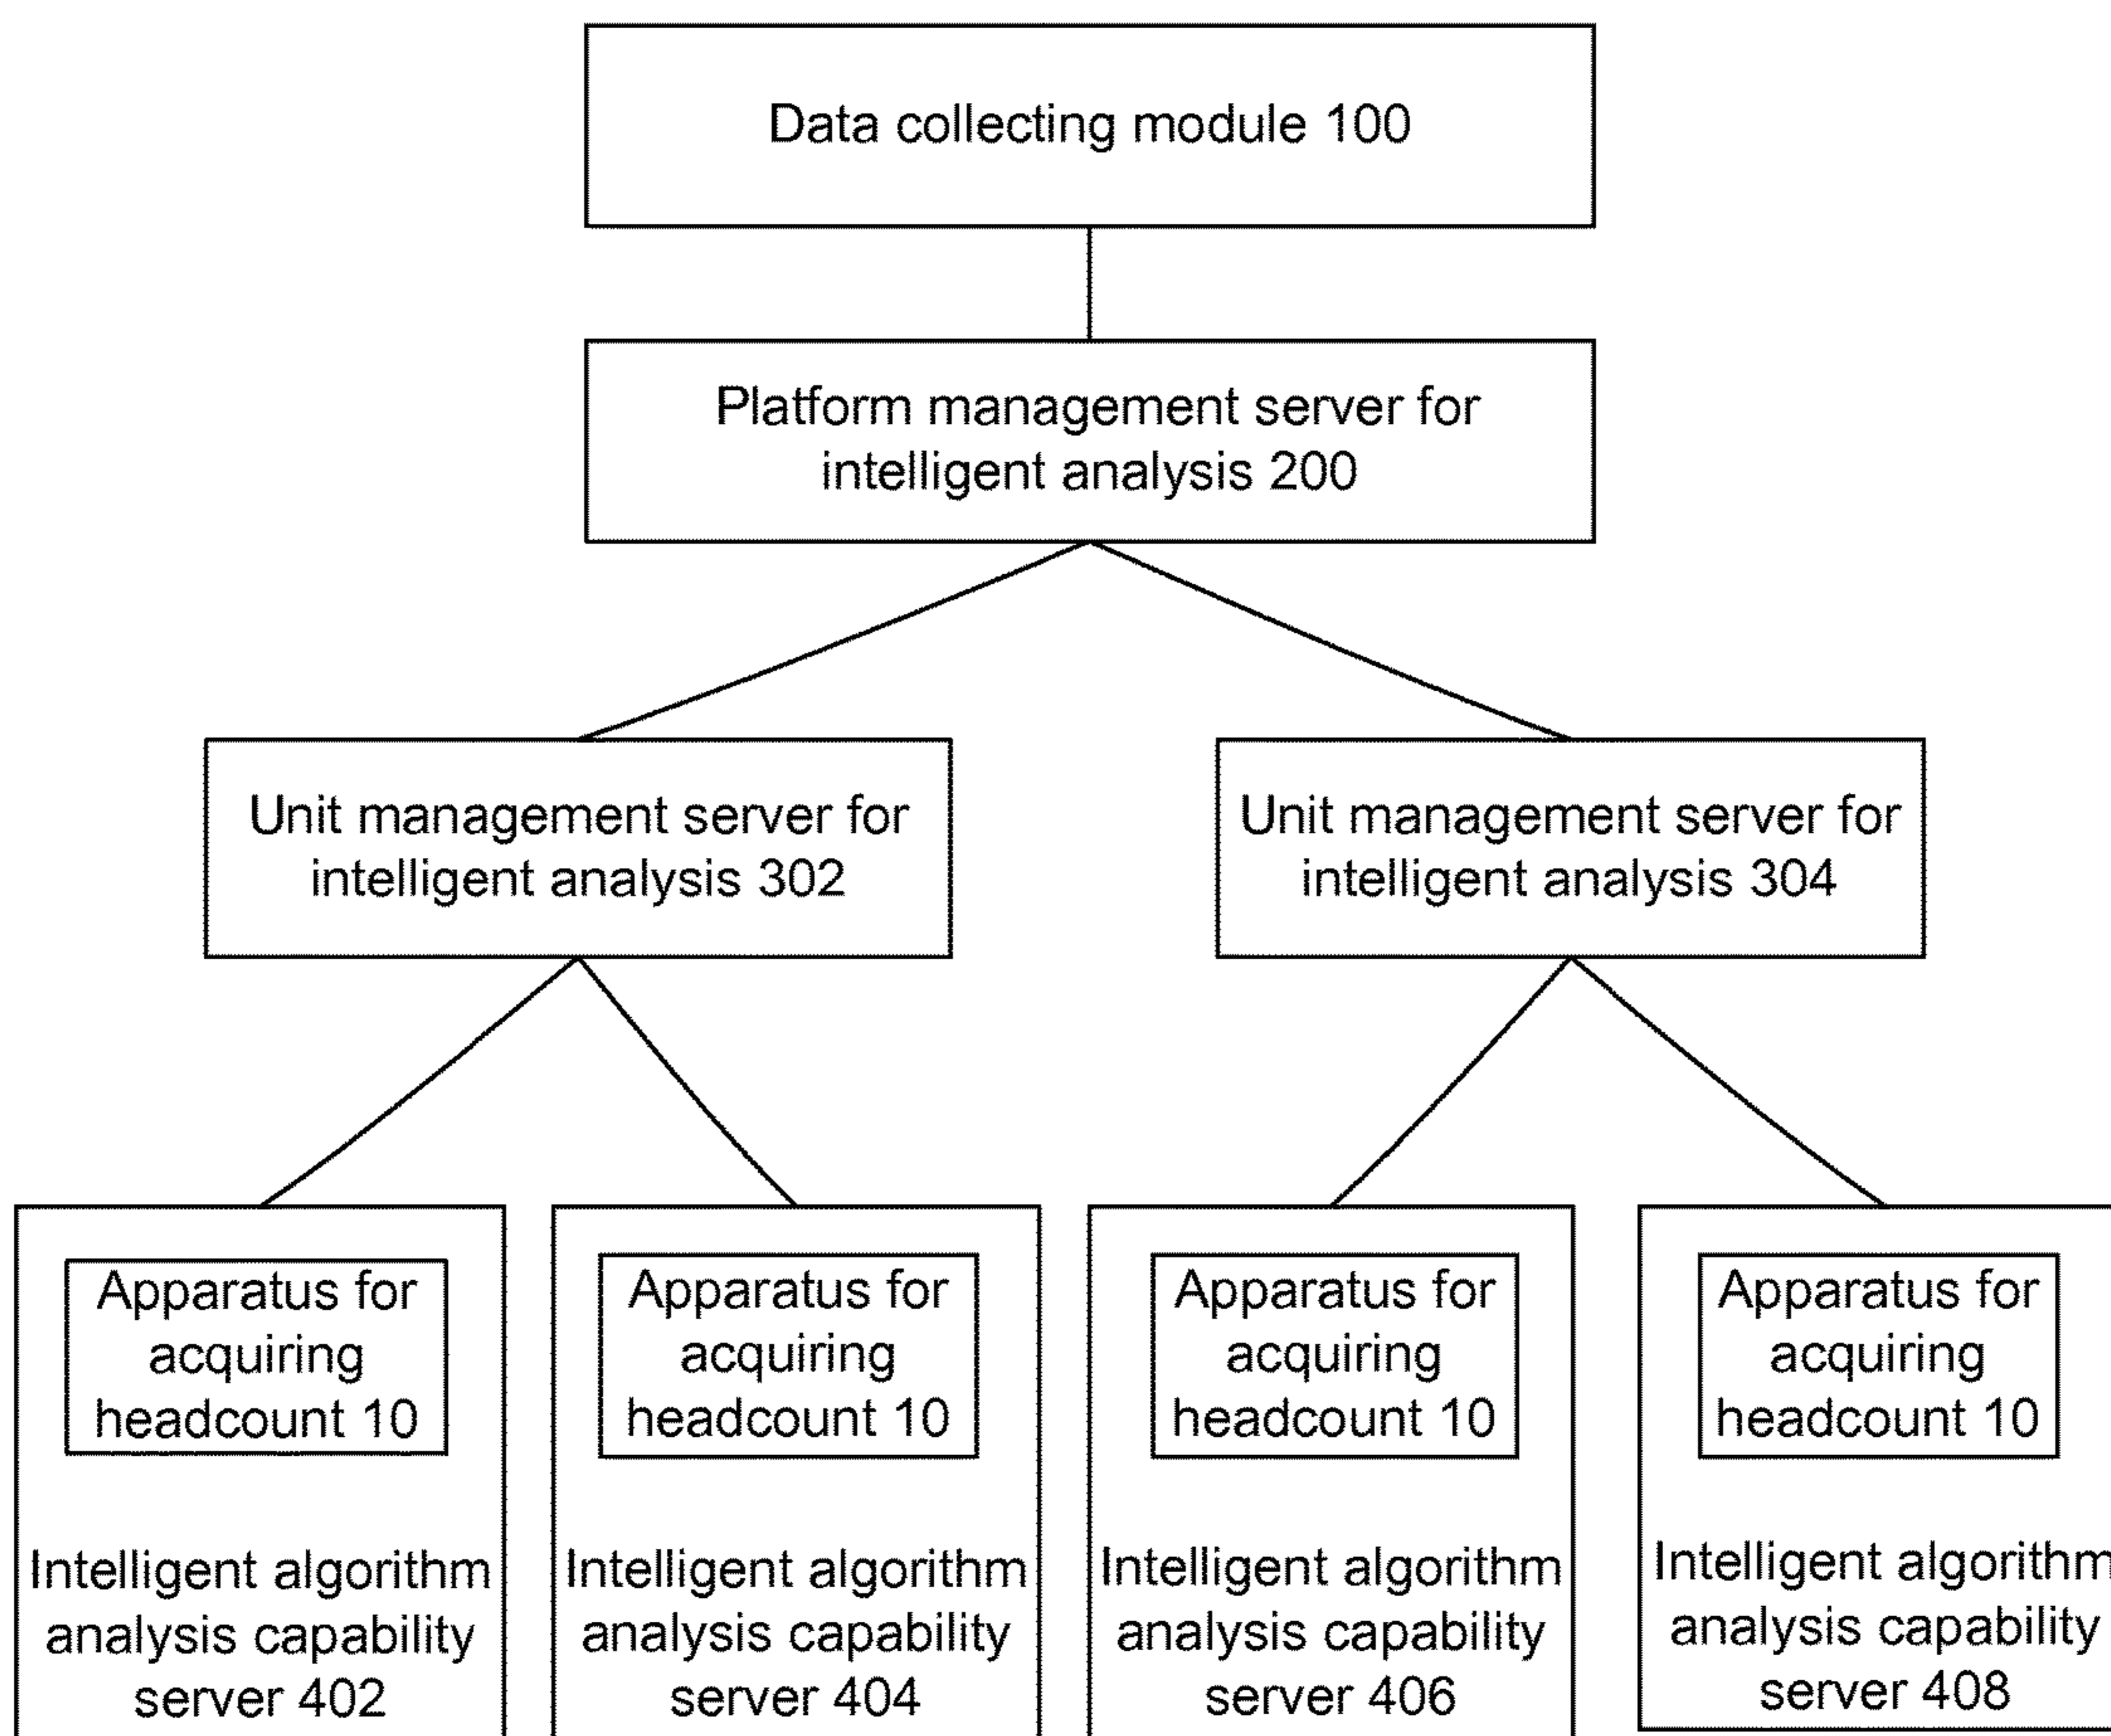 Data collecting module 100
Platform management server for
intelligent analysis 200
Unit management server for
intelligent analysis 302
Unit management server for
intelligent analysis 304
Apparatus for
acquiring
headcount 10
Intelligent algorithm
analysis capability
server 402
Apparatus for
acquiring
headcount 10
Intelligent algorithm
analysis capability
server 404
Apparatus for
acquiring
headcount 10
Intelligent algorithm
analysis capability
server 406
Apparatus for
acquiring
headcount 10
Intelligent algorithm
analysis capability
server 408